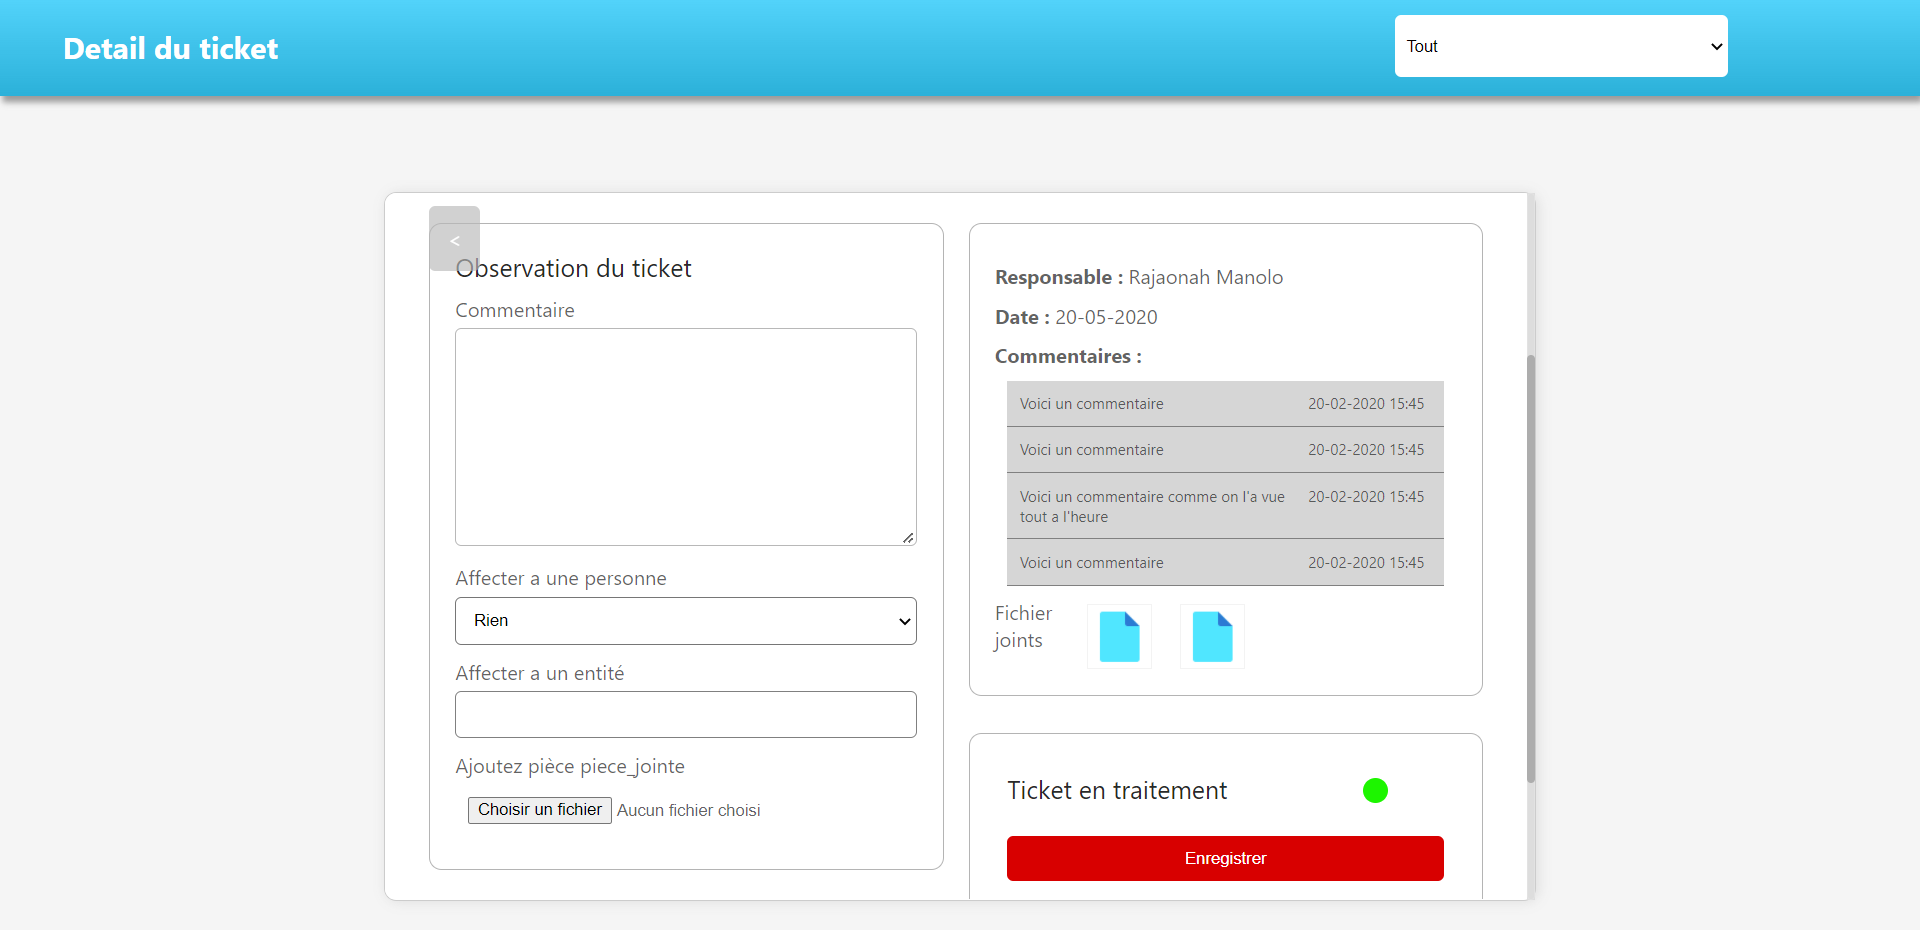 Detail du ticket
Tout
<
Observation du ticket
Commentaire
Affecter a une personne
Rien
Affecter a un entité
Ajoutez pièce piece_jointe
Choisir un fichier Aucun fichier choisi
Responsable : Rajaonah Manolo
Date : 20-05-2020
Commentaires :
Voici un commentaire 20-02-2020 15:45
Voici un commentaire 20-02-2020 15:45
Voici un commentaire comme on l'a vue 20-02-2020 15:45
tout a l'heure
Voici un commentaire 20-02-2020 15:45
Fichier
joints
Ticket en traitement
Enregistrer